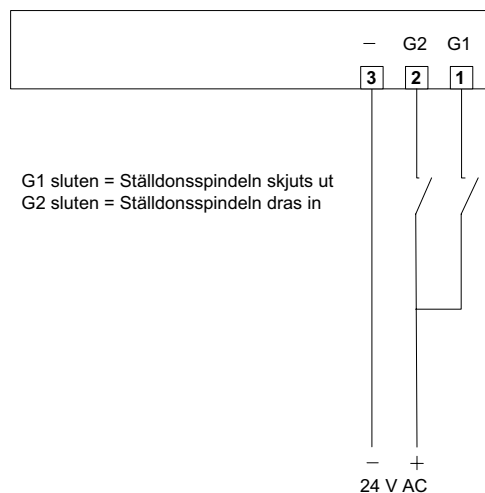 — G2 G1
3 2 1
G1 sluten = Ställdonsspindeln skjuts ut
G2 sluten = Ställdonsspindeln dras in
— +
24 V AC